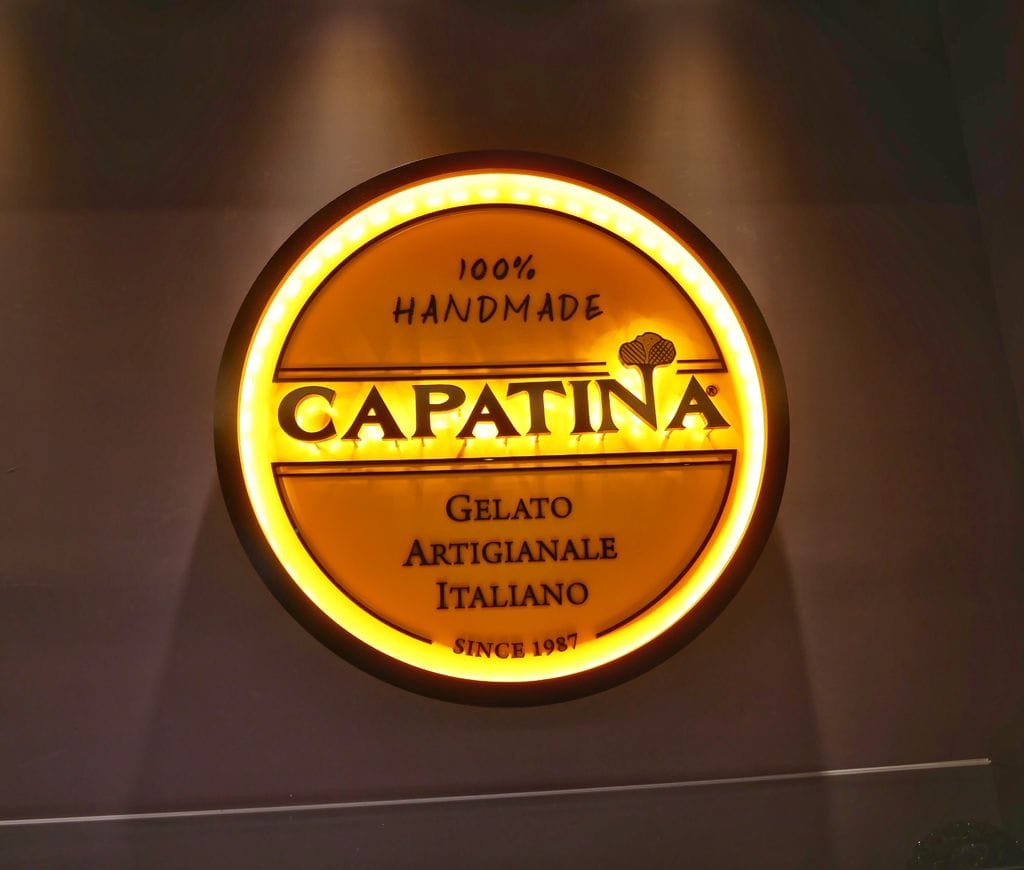 100%
HANDMADE
CAPATINA®
GELATO
ARTIGIANALE
ITALIANO
SINCE 1987